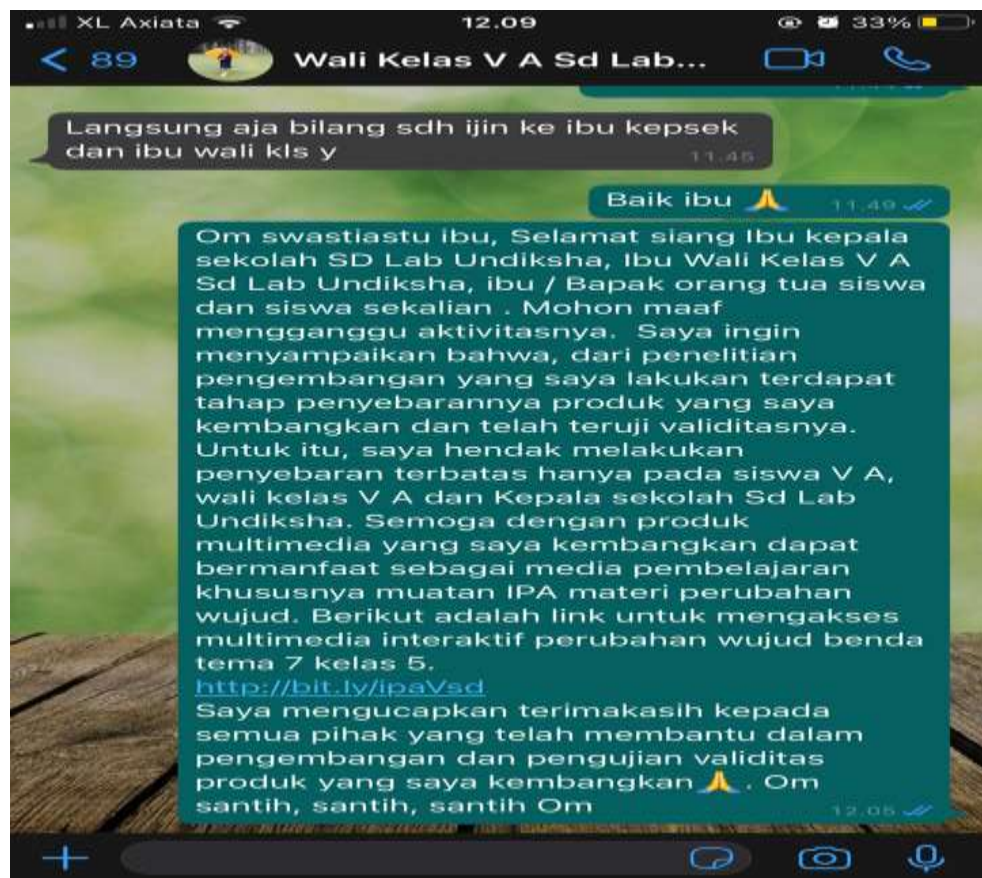 XL Axiata 12.09 33%
< 89 Wali Kelas V A Sd Lab...
Langsung aja bilang sdh ijin ke ibu kepsek
dan ibu wali kls y 11.45
Baik ibu 🙏 11.49
Om swastiastu ibu, Selamat siang Ibu kepala
sekolah SD Lab Undiksha, Ibu Wali Kelas V A
Sd Lab Undiksha, ibu / Bapak orang tua siswa
dan siswa sekalian . Mohon maaf
mengganggu aktivitasnya. Saya ingin
menyampaikan bahwa, dari penelitian
pengembangan yang saya lakukan terdapat
tahap penyebarannya produk yang saya
kembangkan dan telah teruji validitasnya.
Untuk itu, saya hendak melakukan
penyebaran terbatas hanya pada siswa V A,
wali kelas V A dan Kepala sekolah Sd Lab
Undiksha. Semoga dengan produk
multimedia yang saya kembangkan dapat
bermanfaat sebagai media pembelajaran
khususnya muatan IPA materi perubahan
wujud. Berikut adalah link untuk mengakses
multimedia interaktif perubahan wujud benda
tema 7 kelas 5.
http://bit.ly/ipaVsd
Saya mengucapkan terimakasih kepada
semua pihak yang telah membantu dalam
pengembangan dan pengujian validitas
produk yang saya kembangkan 🙏 . Om
santih, santih, santih Om 12.05